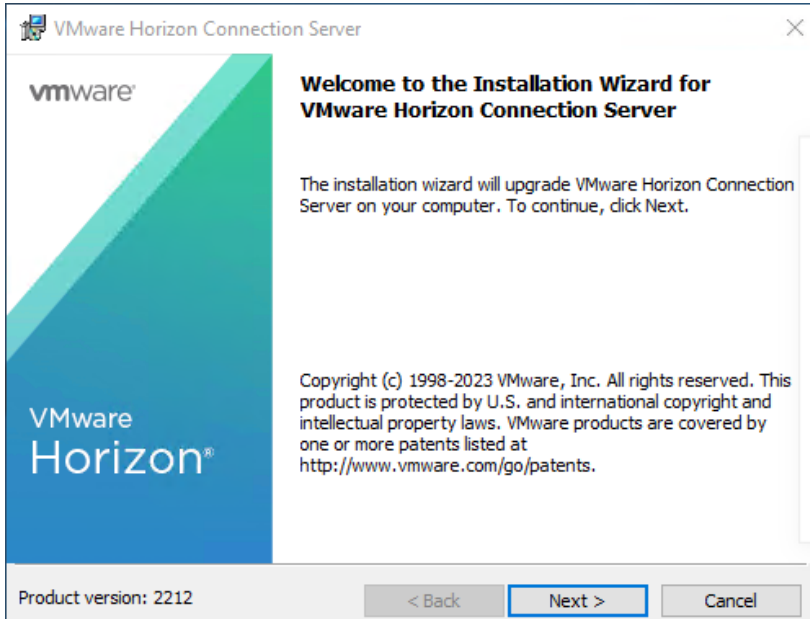 VMware Horizon Connection Server
vmware®
Welcome to the Installation Wizard for
VMware Horizon Connection Server
The installation wizard will upgrade VMware Horizon Connection
Server on your computer. To continue, click Next.
Copyright (c) 1998-2023 VMware, Inc. All rights reserved. This
product is protected by U.S. and international copyright and
intellectual property laws. VMware products are covered by
one or more patents listed at
http://www.vmware.com/go/patents.
VMware
Horizon®
Product version: 2212
< Back
Next >
Cancel